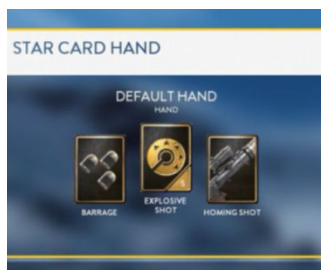 STAR CARD HAND
DEFAULT HAND
HAND
BARRAGE
EXPLOSIVE
SHOT
HOMING SHOT